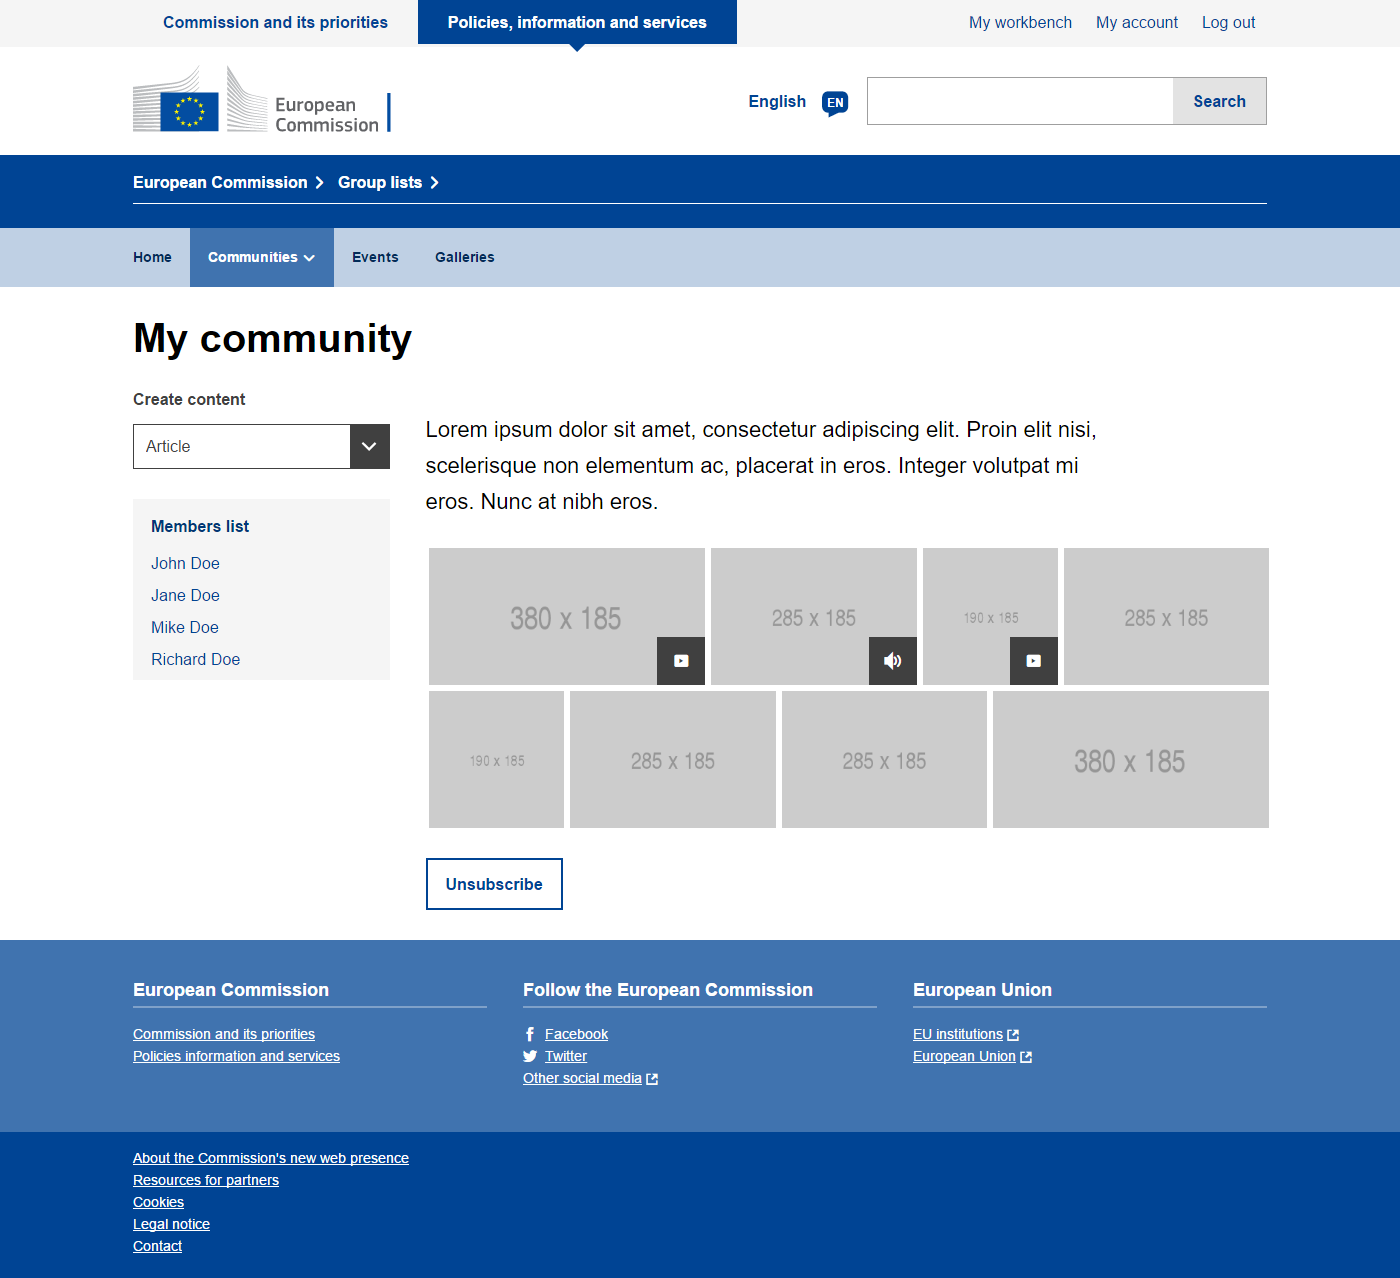 Commission and its priorities
Policies, information and services
My workbench
My account
Log out
European
Commission
English
EN
Search
European Commission
Group lists
Home
Communities
Events
Galleries
My community
Create content
Article
Members list
John Doe
Jane Doe
Mike Doe
Richard Doe
Lorem ipsum dolor sit amet, consectetur adipiscing elit. Proin elit nisi,
scelerisque non elementum ac, placerat in eros. Integer volutpat mi
eros. Nunc at nibh eros.
380 x 185
285 x 185
190 x 185
285 x 185
190 x 185
285 x 185
285 x 185
380 x 185
Unsubscribe
European Commission
Commission and its priorities
Policies information and services
Follow the European Commission
Facebook
Twitter
Other social media
European Union
EU institutions
European Union
About the Commission's new web presence
Resources for partners
Cookies
Legal notice
Contact